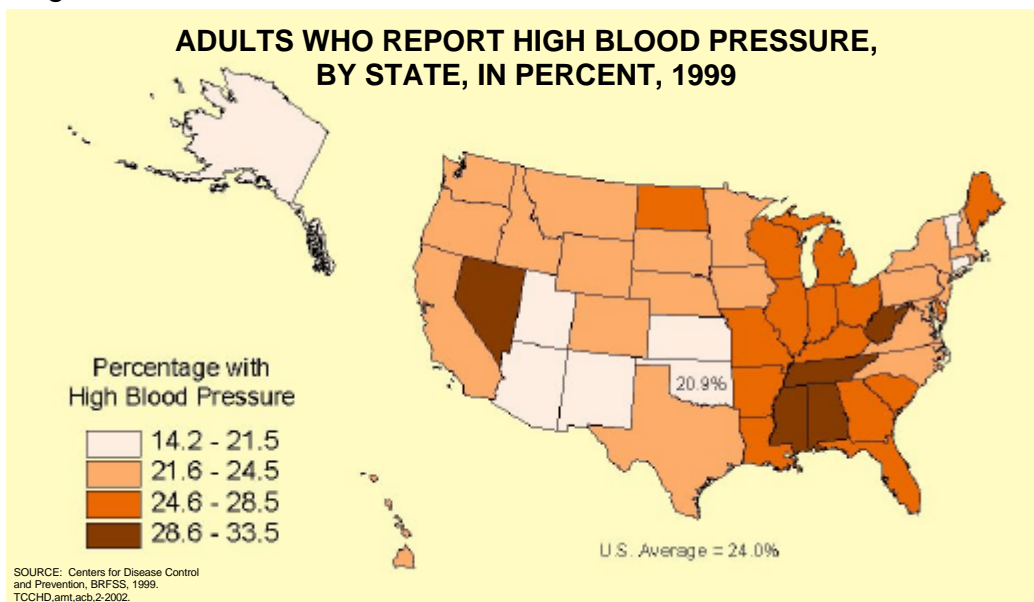 ADULTS WHO REPORT HIGH BLOOD PRESSURE,
BY STATE, IN PERCENT, 1999
20.9%
Percentage with
High Blood Pressure
14.2 - 21.5
21.6 - 24.5
24.6 - 28.5
28.6 - 33.5
U.S. Average = 24.0%
SOURCE: Centers for Disease Control
and Prevention, BRFSS, 1999.
TCCHD,amt,acb,2-2002.